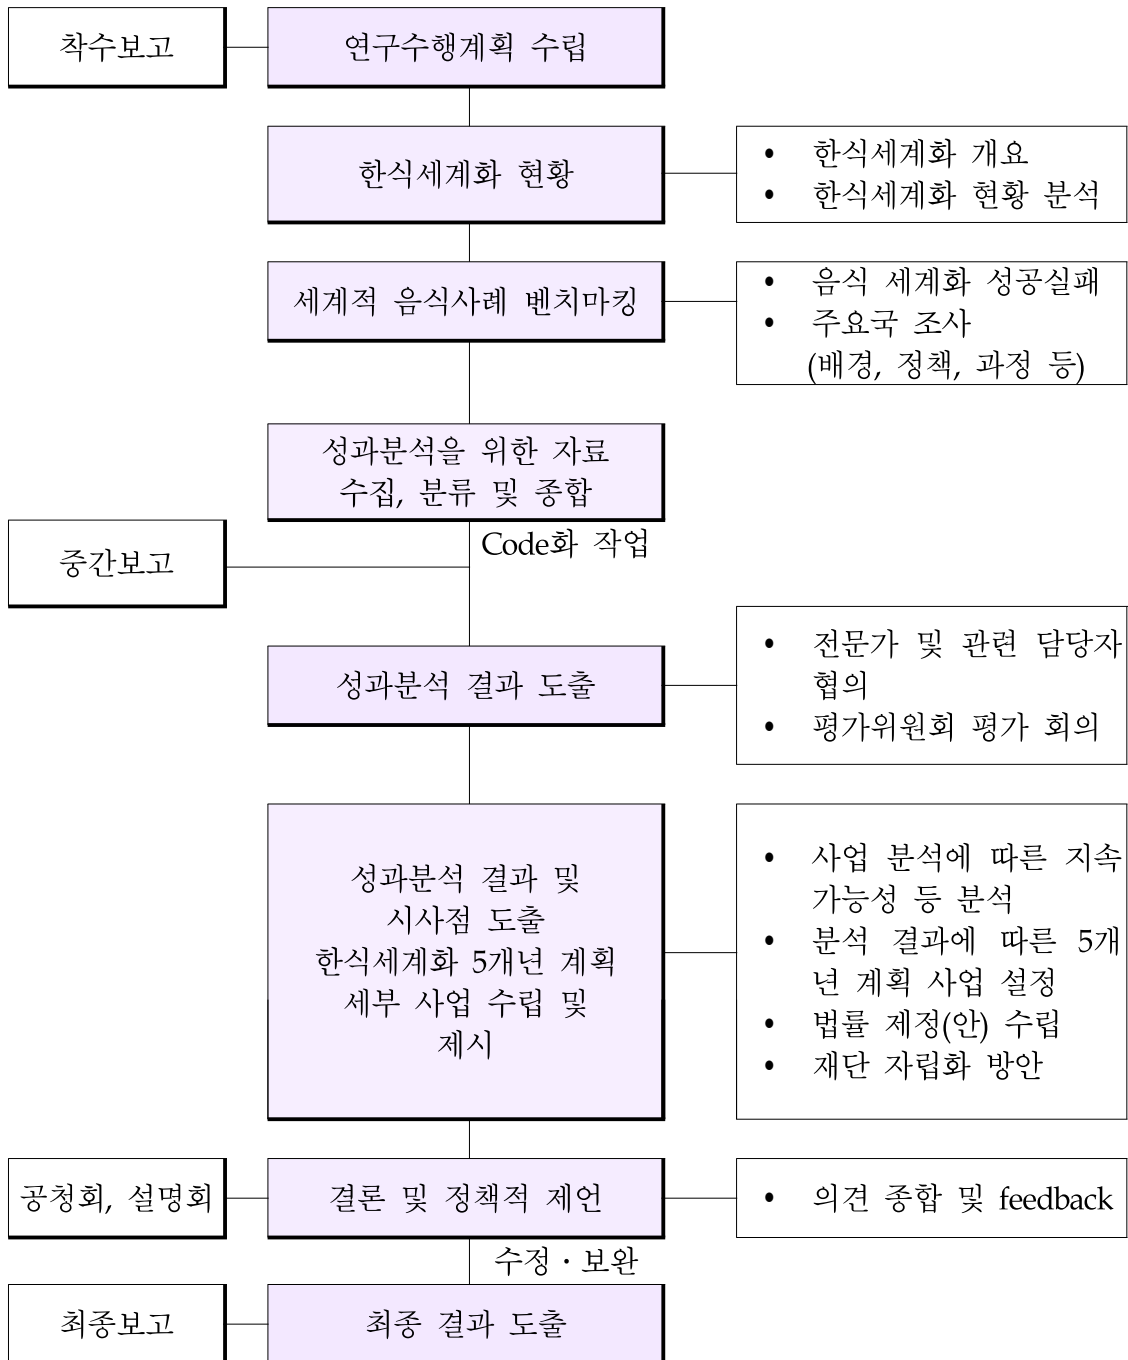 착수보고
연구수행계획 수립
한식세계화 현황
• 한식세계화 개요
• 한식세계화 현황 분석
세계적 음식사례 벤치마킹
• 음식 세계화 성공실패
• 주요국 조사
(배경, 정책, 과정 등)
성과분석을 위한 자료
수집, 분류 및 종합
Code화 작업
중간보고
성과분석 결과 도출
• 전문가 및 관련 담당자
협의
• 평가위원회 평가 회의
성과분석 결과 및
시사점 도출
한식세계화 5개년 계획
세부 사업 수립 및
제시
• 사업 분석에 따른 지속
가능성 등 분석
• 분석 결과에 따른 5개
년 계획 사업 설정
• 법률 제정(안) 수립
• 재단 자립화 방안
공청회, 설명회
결론 및 정책적 제언
• 의견 종합 및 feedback
수정 · 보완
최종보고
최종 결과 도출